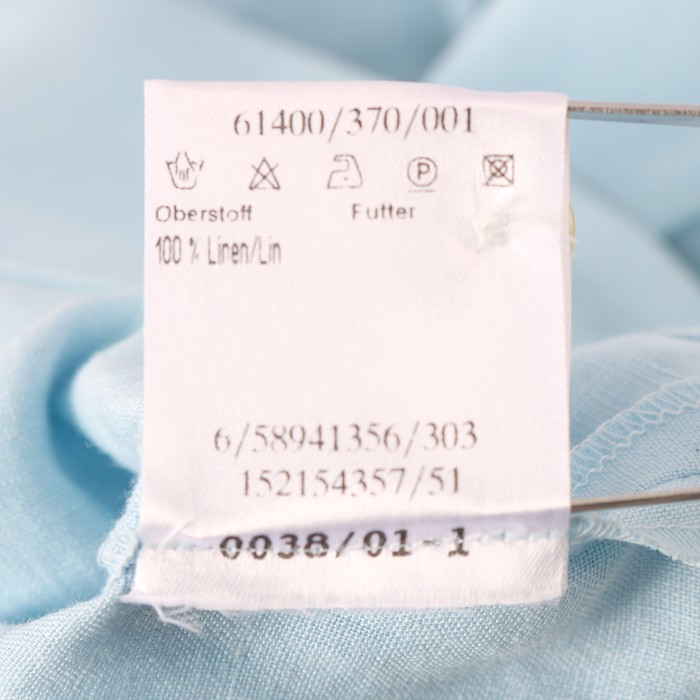 61400/370/001
P
Oberstoff Futter
100 % Linen/Lin
6/58941356/303
152154357/51
0038/01-1